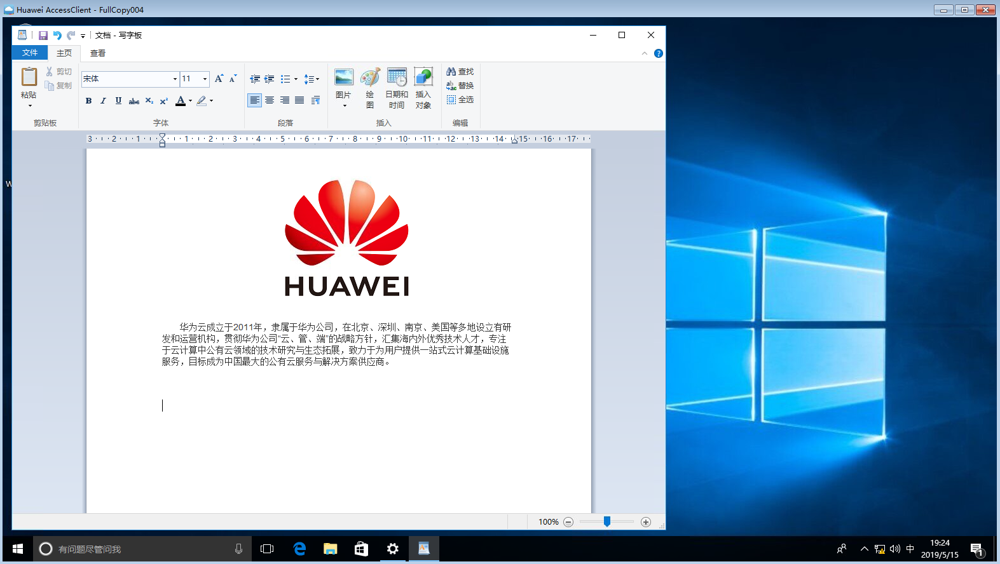 Huawei AccessClient - FullCopy004
文档 - 写字板
文件 主页 查看
粘贴
剪切
复制
剪贴板
宋体 11
B I U abc X₂ X² A
字体
段落
图片
绘图
日期和时间
插入对象
插入
查找
替换
全选
编辑
3 2 1 1 2 3 4 5 6 7 8 9 10 11 12 13 14 15 16 17
W
HUAWEI
华为云成立于2011年，隶属于华为公司，在北京、深圳、南京、美国等多地设立有研
发和运营机构，贯彻华为公司“云、管、端”的战略方针，汇集海内外优秀技术人才，专注
于云计算中公有云领域的技术研究与生态拓展，致力于为用户提供一站式云计算基础设施
服务，目标成为中国最大的公有云服务与解决方案供应商。
100%
有问题尽管问我
中
19:24
2019/5/15
1